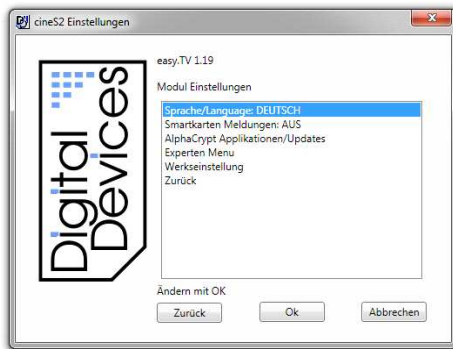 cineS2 Einstellungen
Digital
Devices
easy.TV 1.19
Modul Einstellungen
Sprache/Language: DEUTSCH
Smartkarten Meldungen: AUS
AlphaCrypt Applikationen/Updates
Experten Menu
Werkseinstellung
Zurück
Ändern mit OK
Zurück
Ok
Abbrechen